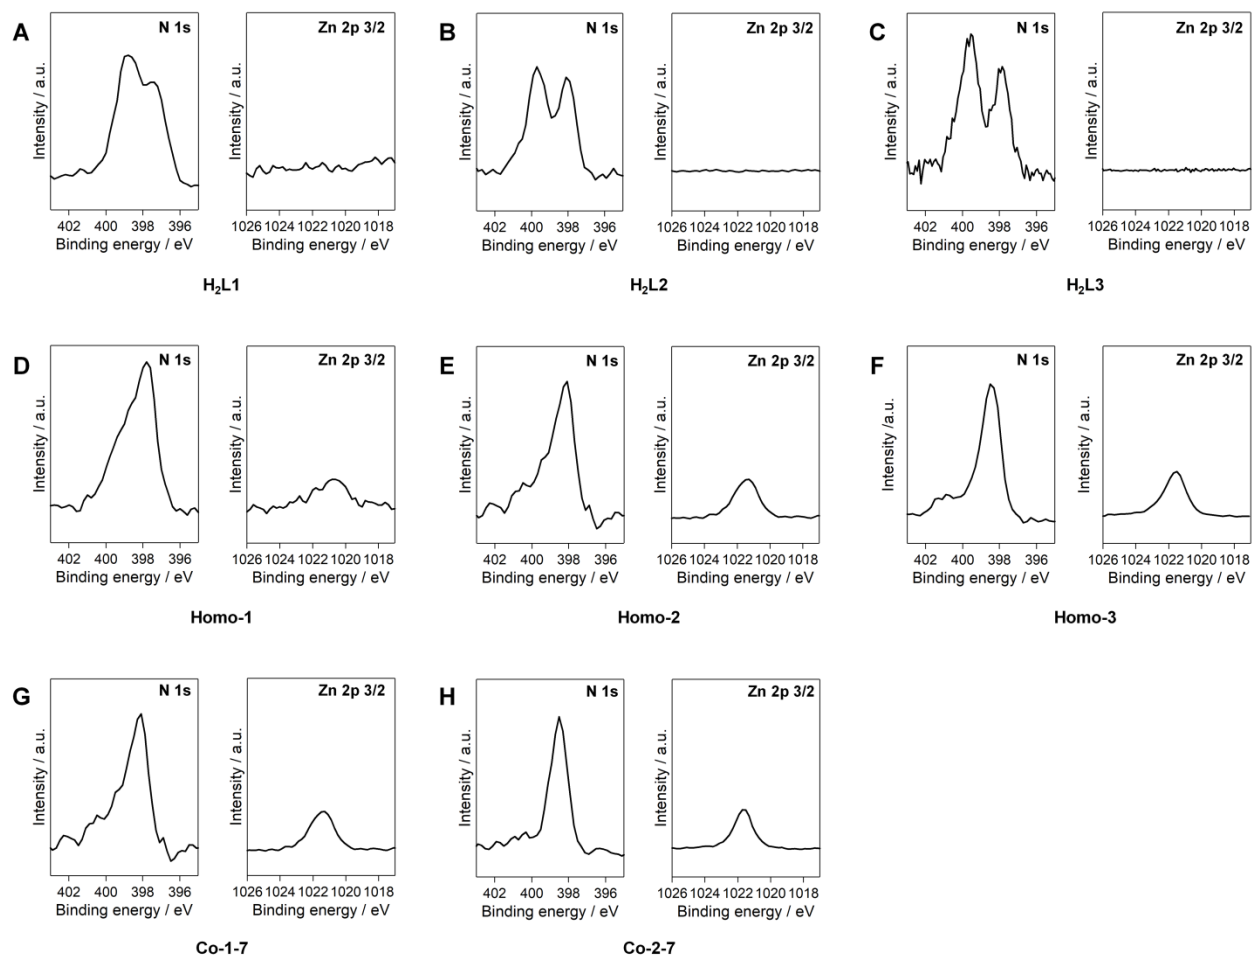 A
N 1s
Intensity / a.u.
402 400 398 396
Binding energy / eV
Zn 2p 3/2
Intensity / a.u.
1026 1024 1022 1020 1018
Binding energy / eV
H₂L1
B
N 1s
Intensity / a.u.
402 400 398 396
Binding energy / eV
Zn 2p 3/2
Intensity / a.u.
1026 1024 1022 1020 1018
Binding energy / eV
H₂L2
C
N 1s
Intensity / a.u.
402 400 398 396
Binding energy / eV
Zn 2p 3/2
Intensity / a.u.
1026 1024 1022 1020 1018
Binding energy / eV
H₂L3
D
N 1s
Intensity / a.u.
402 400 398 396
Binding energy / eV
Zn 2p 3/2
Intensity / a.u.
1026 1024 1022 1020 1018
Binding energy / eV
Homo-1
E
N 1s
Intensity / a.u.
402 400 398 396
Binding energy / eV
Zn 2p 3/2
Intensity / a.u.
1026 1024 1022 1020 1018
Binding energy / eV
Homo-2
F
N 1s
Intensity /a.u.
402 400 398 396
Binding energy / eV
Zn 2p 3/2
Intensity / a.u.
1026 1024 1022 1020 1018
Binding energy / eV
Homo-3
G
N 1s
Intensity / a.u.
402 400 398 396
Binding energy / eV
Zn 2p 3/2
Intensity / a.u.
1026 1024 1022 1020 1018
Binding energy / eV
Co-1-7
H
N 1s
Intensity / a.u.
402 400 398 396
Binding energy / eV
Zn 2p 3/2
Intensity / a.u.
1026 1024 1022 1020 1018
Binding energy / eV
Co-2-7